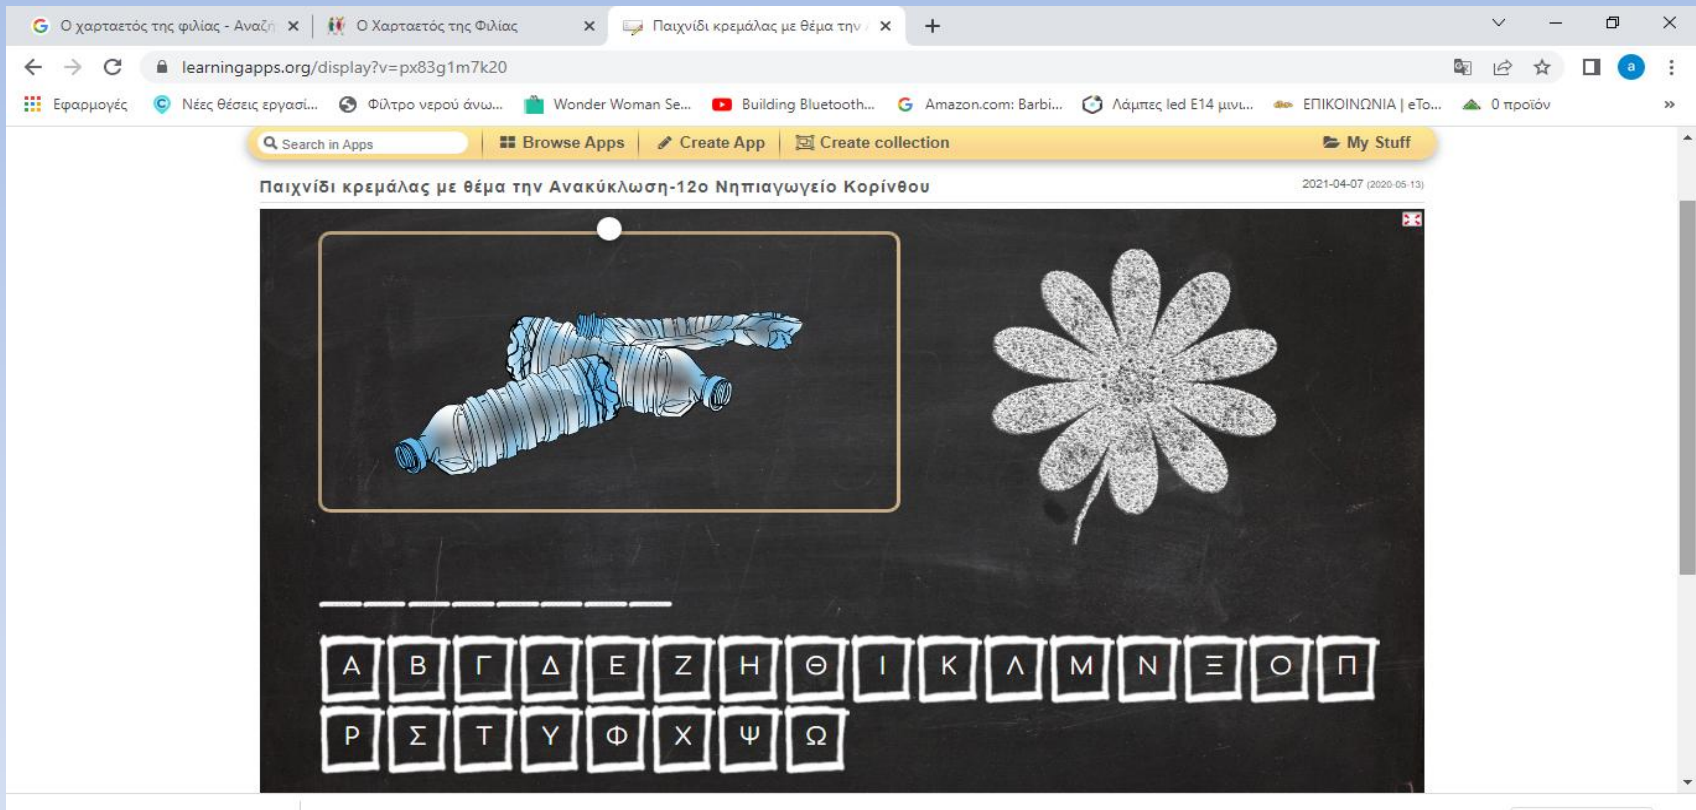 Ο χαρταετός της φιλίας - Αναζή
Ο Χαρταετός της Φιλίας
Παιχνίδι κρεμάλας με θέμα την
learningapps.org/display?v=px83g1m7k20
a
Εφαρμογές
Νέες θέσεις εργασί...
Φίλτρο νερού άνω...
Wonder Woman Se...
Building Bluetooth...
Amazon.com: Barbi...
Λάμπες led E14 μινι...
ΕΠΙΚΟΙΝΩΝΙΑ | eTo...
0 προϊόν
»
Search in Apps
Browse Apps
Create App
Create collection
My Stuff
Παιχνίδι κρεμάλας με θέμα την Ανακύκλωση-12ο Νηπιαγωγείο Κορίνθου
2021-04-07 (2020-05-13)
Α Β Γ Δ Ε Ζ Η Θ Ι Κ Λ Μ Ν Ξ Ο Π
Ρ Σ Τ Υ Φ Χ Ψ Ω